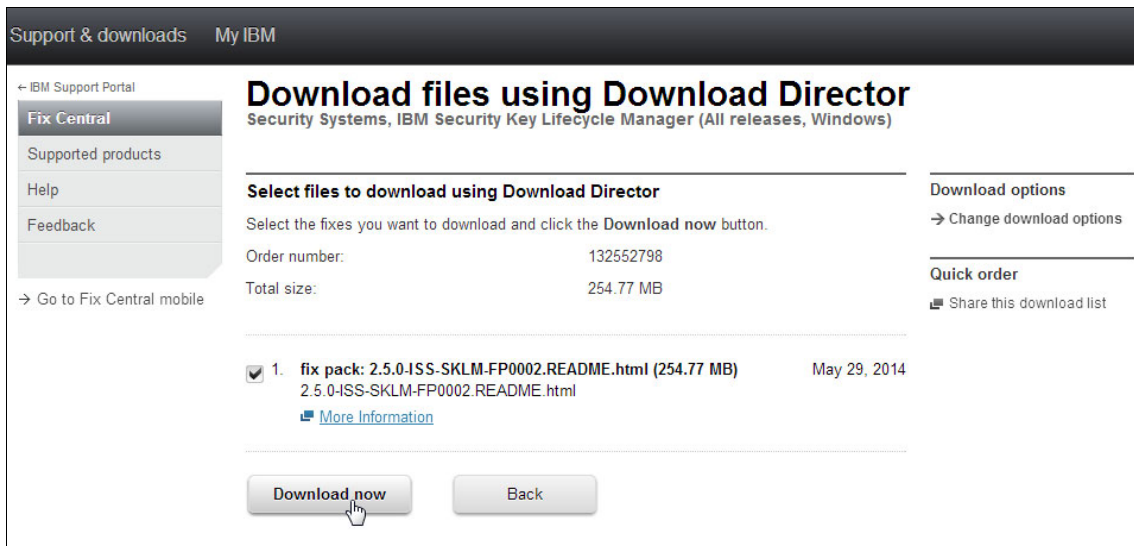 Support & downloads My IBM
← IBM Support Portal
Fix Central
Supported products
Help
Feedback
→ Go to Fix Central mobile
Download files using Download Director
Security Systems, IBM Security Key Lifecycle Manager (All releases, Windows)
Select files to download using Download Director
Select the fixes you want to download and click the Download now button.
Order number: 132552798
Total size: 254.77 MB
1. fix pack: 2.5.0-ISS-SKLM-FP0002.README.html (254.77 MB) May 29, 2014
2.5.0-ISS-SKLM-FP0002.README.html
More Information
Download now Back
Download options
→ Change download options
Quick order
Share this download list